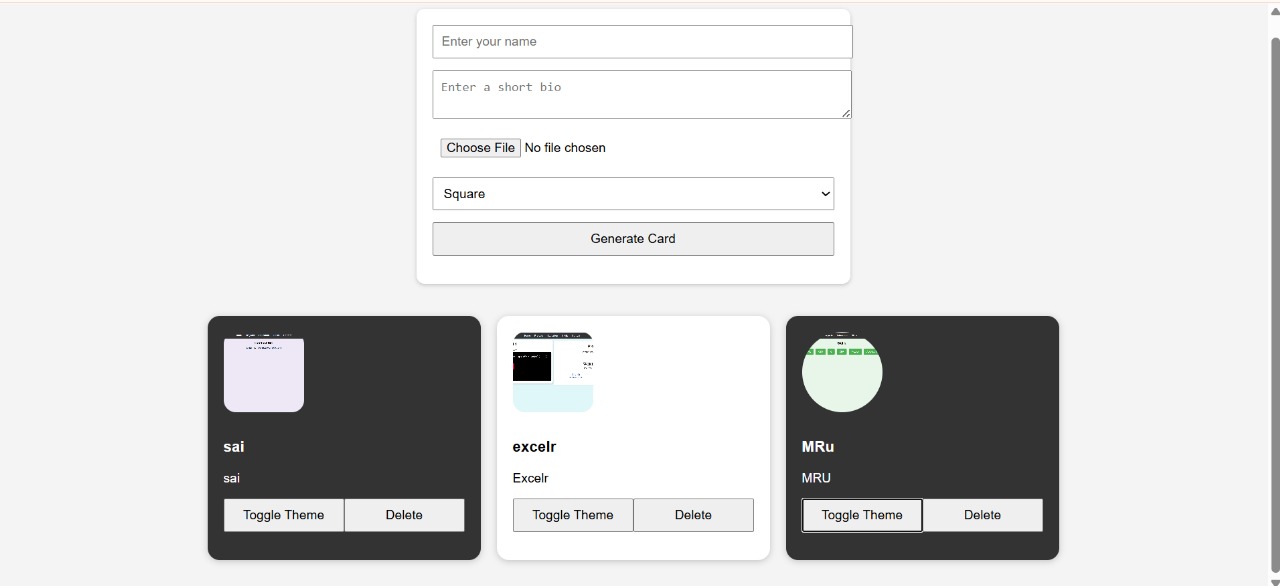 Enter your name
Enter a short bio
Choose File No file chosen
Square
Generate Card
sai
sai
Toggle Theme Delete
excelr
Excelr
Toggle Theme Delete
MRu
MRU
Toggle Theme Delete